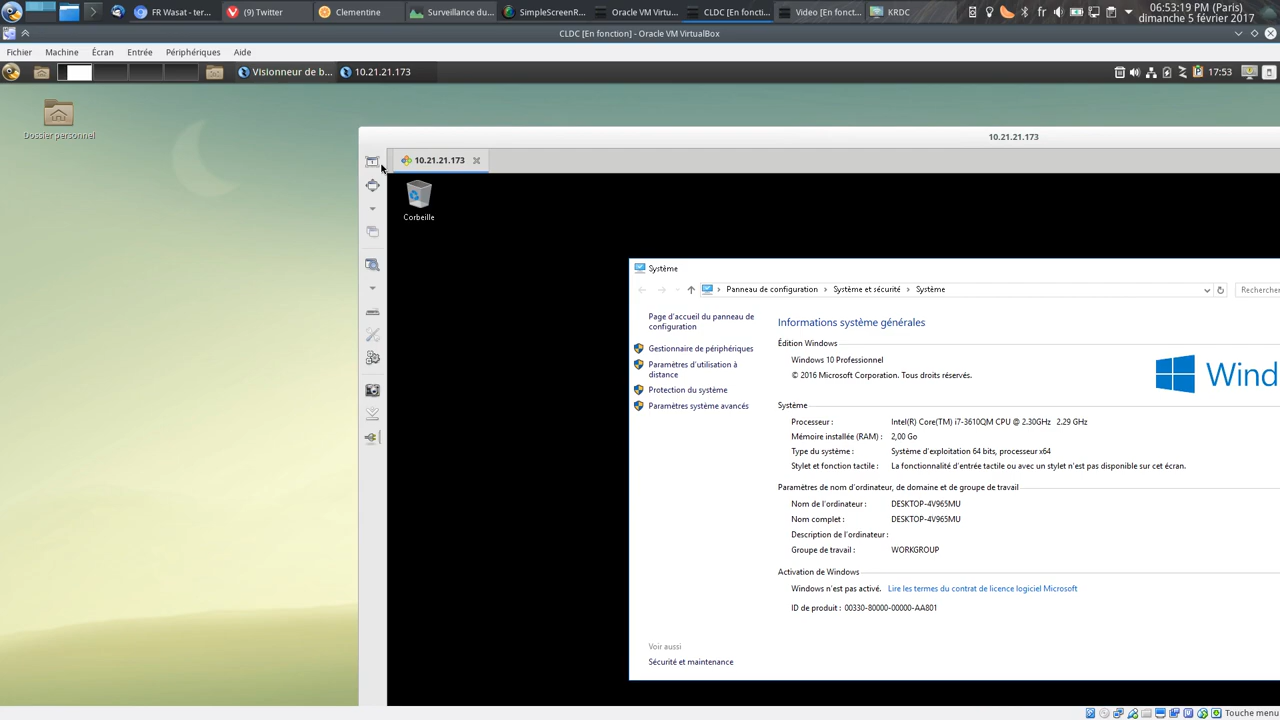 FR Wasat - ter...
(1) Twitter
Clementine
Surveillance du...
SimpleScreenR...
Oracle VM Virtu...
CLDC [En foncti...
Video [En fonct...
KRDC
fr
06:53:19 PM (Paris)
dimanche 5 février 2017
CLDC [En fonction] - Oracle VM VirtualBox
Fichier Machine Écran Entrée Périphériques Aide
Visionneur de b...
10.21.21.173
17:53
Dossier personnel
10.21.21.173
10.21.21.173
Corbeille
Système
Panneau de configuration > Système et sécurité > Système
Rechercher
Page d'accueil du panneau de
configuration
Gestionnaire de périphériques
Paramètres d'utilisation à
distance
Protection du système
Paramètres système avancés
Informations système générales
Édition Windows
Windows 10 Professionnel
© 2016 Microsoft Corporation. Tous droits réservés.
Wind
Système
Processeur : Intel(R) Core(TM) i7-3610QM CPU @ 2.30GHz 2.29 GHz
Mémoire installée (RAM) : 2,00 Go
Type du système : Système d'exploitation 64 bits, processeur x64
Stylet et fonction tactile : La fonctionnalité d'entrée tactile ou avec un stylet n'est pas disponible sur cet écran.
Paramètres de nom d'ordinateur, de domaine et de groupe de travail
Nom de l'ordinateur : DESKTOP-4V965MU
Nom complet : DESKTOP-4V965MU
Description de l'ordinateur :
Groupe de travail : WORKGROUP
Activation de Windows
Windows n'est pas activé. Lire les termes du contrat de licence logiciel Microsoft
ID de produit : 00330-80000-00000-AA801
Voir aussi
Sécurité et maintenance
Touche menu